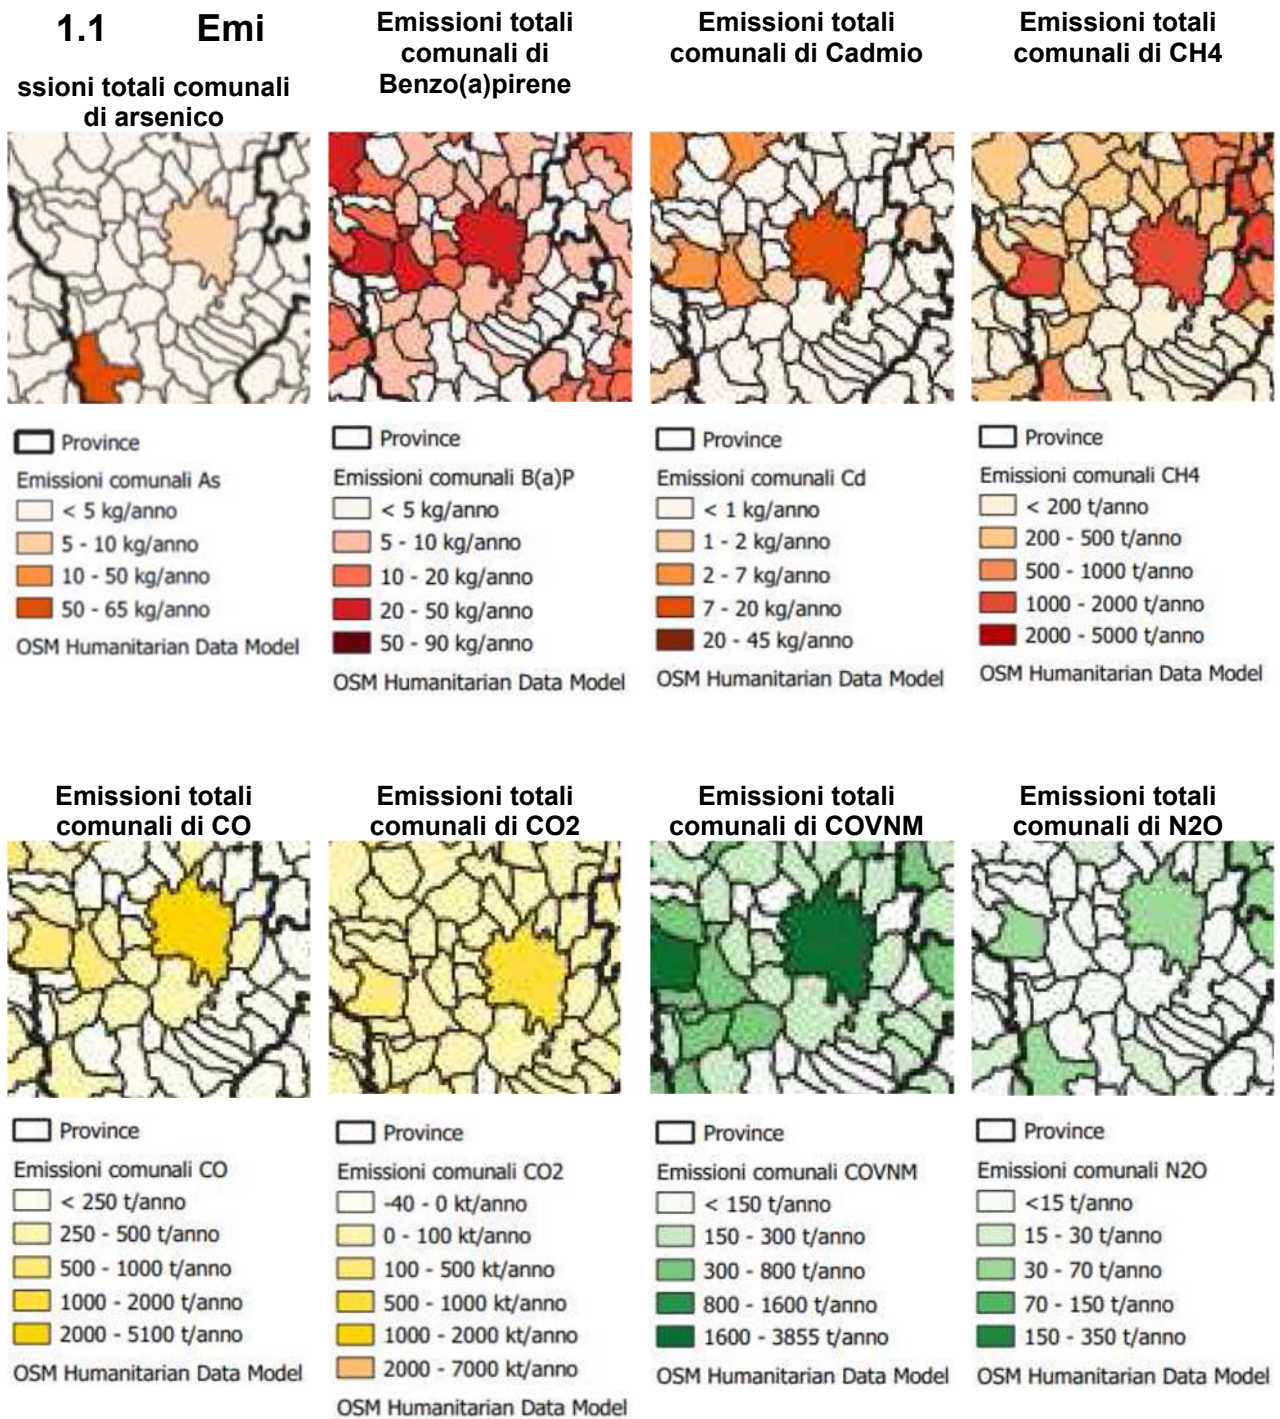 1.1 Emi
ssioni totali comunali
di arsenico
Province
Emissioni comunali As
< 5 kg/anno
5 - 10 kg/anno
10 - 50 kg/anno
50 - 65 kg/anno
OSM Humanitarian Data Model
Emissioni totali
comunali di
Benzo(a)pirene
Province
Emissioni comunali B(a)P
< 5 kg/anno
5 - 10 kg/anno
10 - 20 kg/anno
20 - 50 kg/anno
50 - 90 kg/anno
OSM Humanitarian Data Model
Emissioni totali
comunali di Cadmio
Province
Emissioni comunali Cd
< 1 kg/anno
1 - 2 kg/anno
2 - 7 kg/anno
7 - 20 kg/anno
20 - 45 kg/anno
OSM Humanitarian Data Model
Emissioni totali
comunali di CH4
Province
Emissioni comunali CH4
< 200 t/anno
200 - 500 t/anno
500 - 1000 t/anno
1000 - 2000 t/anno
2000 - 5000 t/anno
OSM Humanitarian Data Model
Emissioni totali
comunali di CO
Province
Emissioni comunali CO
< 250 t/anno
250 - 500 t/anno
500 - 1000 t/anno
1000 - 2000 t/anno
2000 - 5100 t/anno
OSM Humanitarian Data Model
Emissioni totali
comunali di CO2
Province
Emissioni comunali CO2
-40 - 0 kt/anno
0 - 100 kt/anno
100 - 500 kt/anno
500 - 1000 kt/anno
1000 - 2000 kt/anno
2000 - 7000 kt/anno
OSM Humanitarian Data Model
Emissioni totali
comunali di COVNM
Province
Emissioni comunali COVNM
< 150 t/anno
150 - 300 t/anno
300 - 800 t/anno
800 - 1600 t/anno
1600 - 3855 t/anno
OSM Humanitarian Data Model
Emissioni totali
comunali di N2O
Province
Emissioni comunali N2O
<15 t/anno
15 - 30 t/anno
30 - 70 t/anno
70 - 150 t/anno
150 - 350 t/anno
OSM Humanitarian Data Model